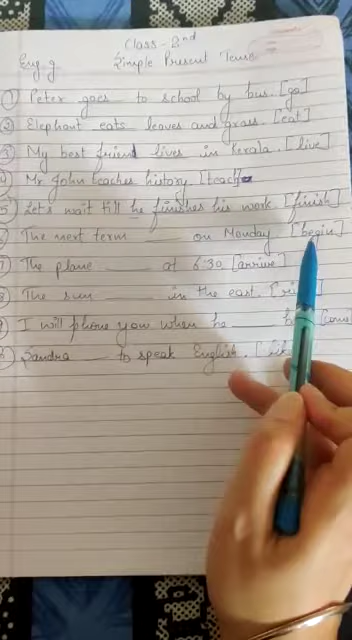 Class - 2nd
Eng. g Simple Present Tense
① Peter goes to school by bus. [go]
② Elephant eats leaves and grass. [eat]
③ My best friend lives in Kerala. [live]
④ Mr. John teaches history [teach]
5 Let's wait till he finishes his work [finish]
The next term ___ on Monday [begin]
7 The plane ___ at 6:30 [arrive]
8 The sun ___ in the east. [
9 I will phone you when he ___ [come
Sandra ___ to speak English. [lik